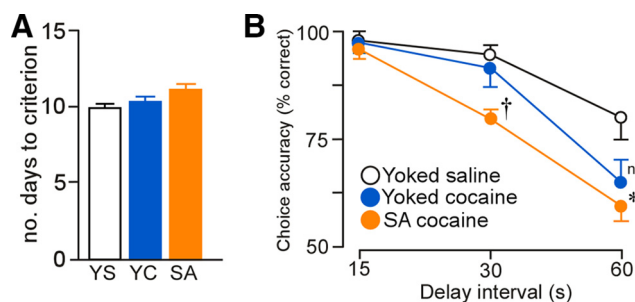 A
no. days to criterion
15
10
5
0
YS YC SA
B
Choice accuracy (% correct)
100
75
50
†
n
*
Yoked saline
Yoked cocaine
SA cocaine
15 30 60
Delay interval (s)